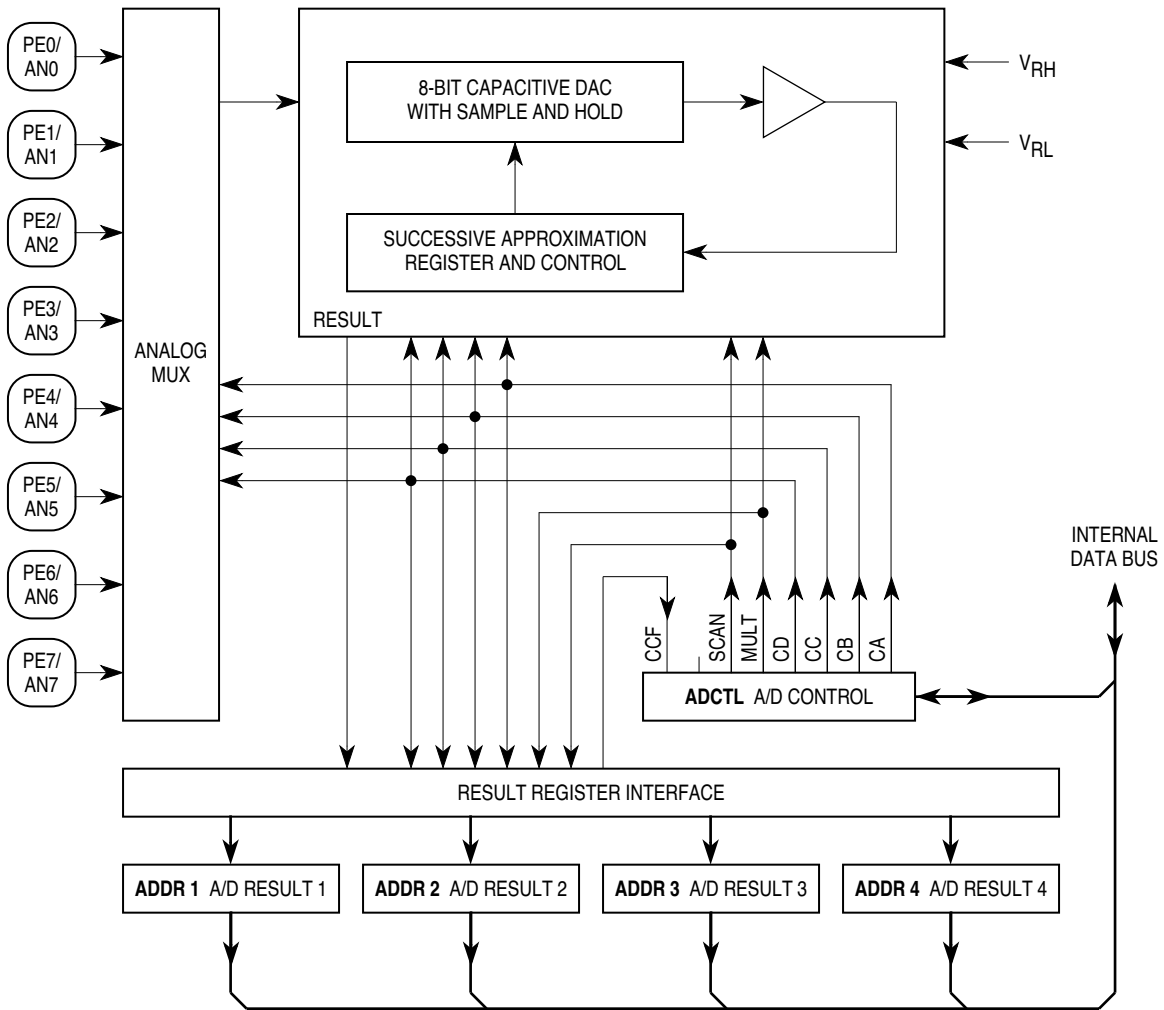 PE0/
AN0
PE1/
AN1
PE2/
AN2
PE3/
AN3
PE4/
AN4
PE5/
AN5
PE6/
AN6
PE7/
AN7
ANALOG
MUX
8-BIT CAPACITIVE DAC
WITH SAMPLE AND HOLD
SUCCESSIVE APPROXIMATION
REGISTER AND CONTROL
RESULT
VRH
VRL
INTERNAL
DATA BUS
CCF
SCAN
MULT
CD
CC
CB
CA
ADCTL A/D CONTROL
RESULT REGISTER INTERFACE
ADDR 1 A/D RESULT 1
ADDR 2 A/D RESULT 2
ADDR 3 A/D RESULT 3
ADDR 4 A/D RESULT 4